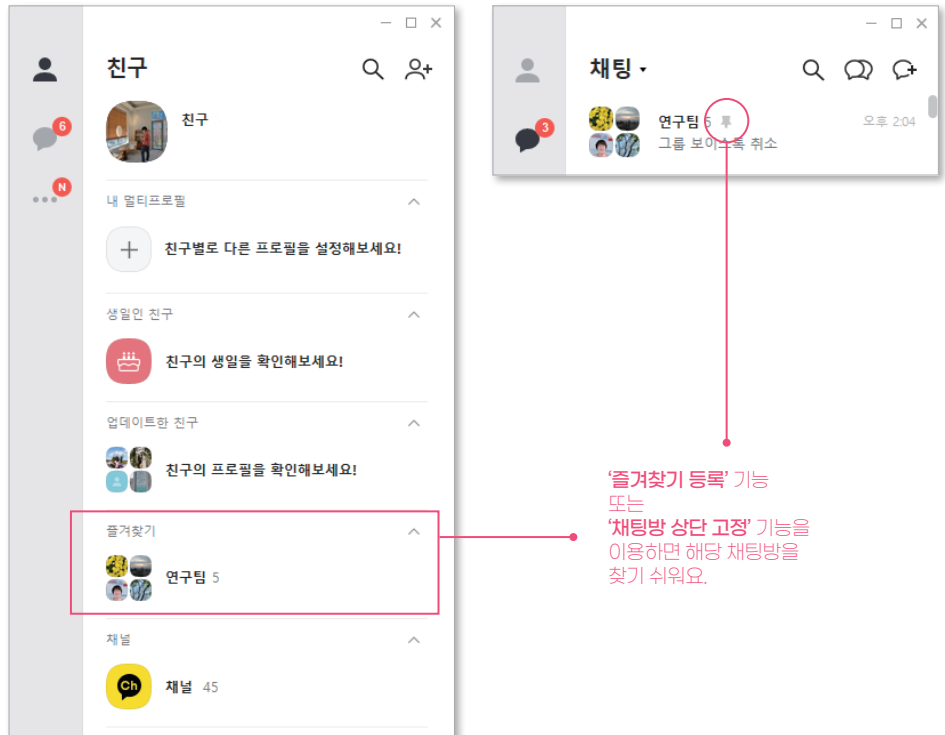 친구
6
N
친구
내 멀티프로필
친구별로 다른 프로필을 설정해보세요!
생일인 친구
친구의 생일을 확인해보세요!
업데이트한 친구
친구의 프로필을 확인해보세요!
즐겨찾기
연구팀 5
채널
Ch
채널 45
채팅
3
연구팀 5
오후 2:04
그룹 보이스톡 취소
‘즐겨찾기 등록’ 기능
또는
‘채팅방 상단 고정’ 기능을
이용하면 해당 채팅방을
찾기 쉬워요.